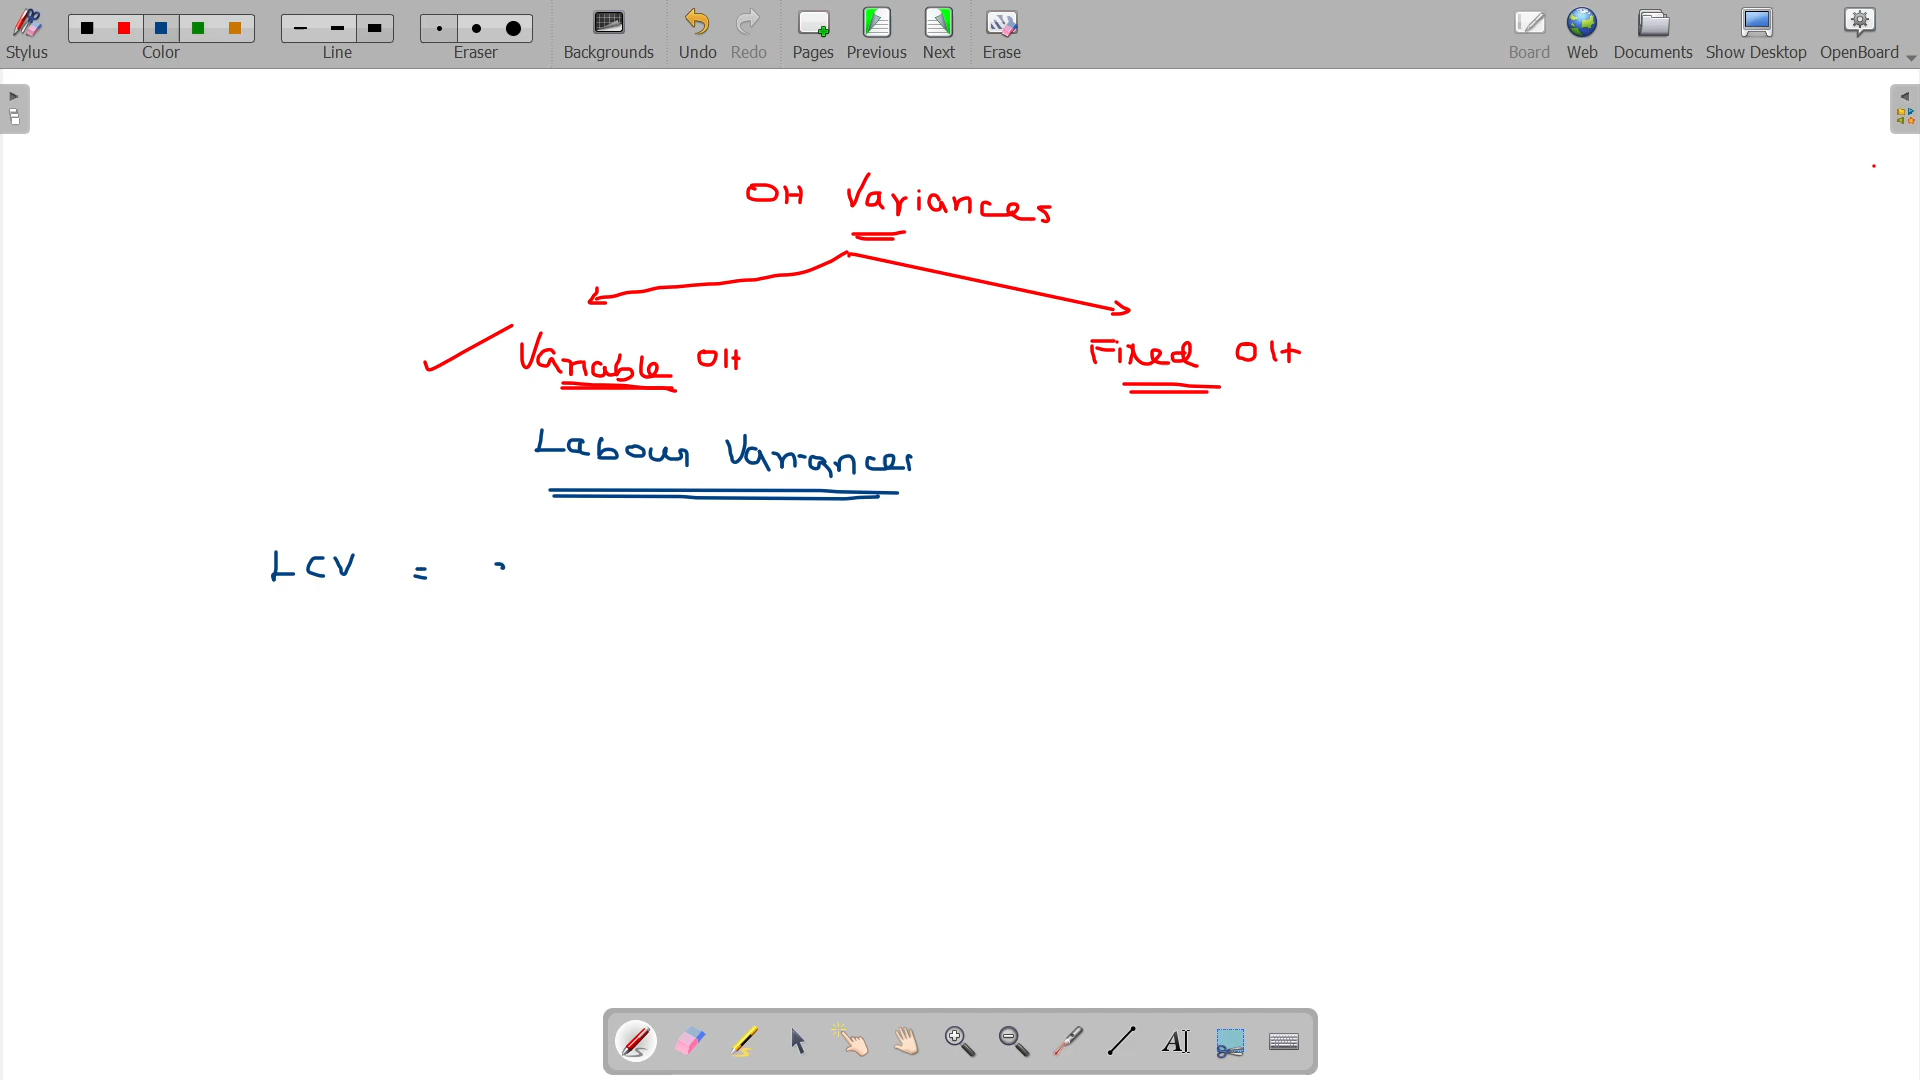 Stylus Color Line Eraser Backgrounds Undo Redo Pages Previous Next Erase Board Web Documents Show Desktop OpenBoard
OH Variances
Variable OH Fixed OH
Labour Variances
LCV =
AI